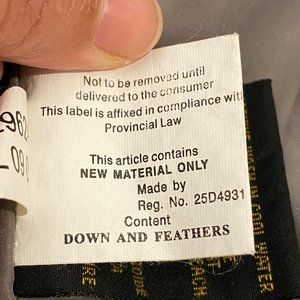 Not to be removed until
delivered to the consumer
This label is affixed in compliance with
Provincial Law
This article contains
NEW MATERIAL ONLY
Made by
Reg. No. 25D4931
Content
DOWN AND FEATHERS
WATER